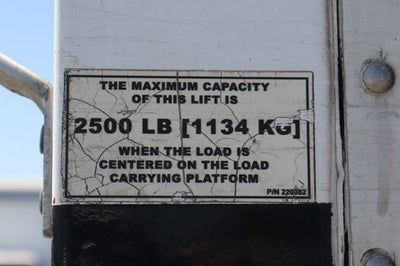 THE MAXIMUM CAPACITY
OF THIS LIFT IS
2500 LB [1134 KG]
WHEN THE LOAD IS
CENTERED ON THE LOAD
CARRYING PLATFORM
P/N 220382